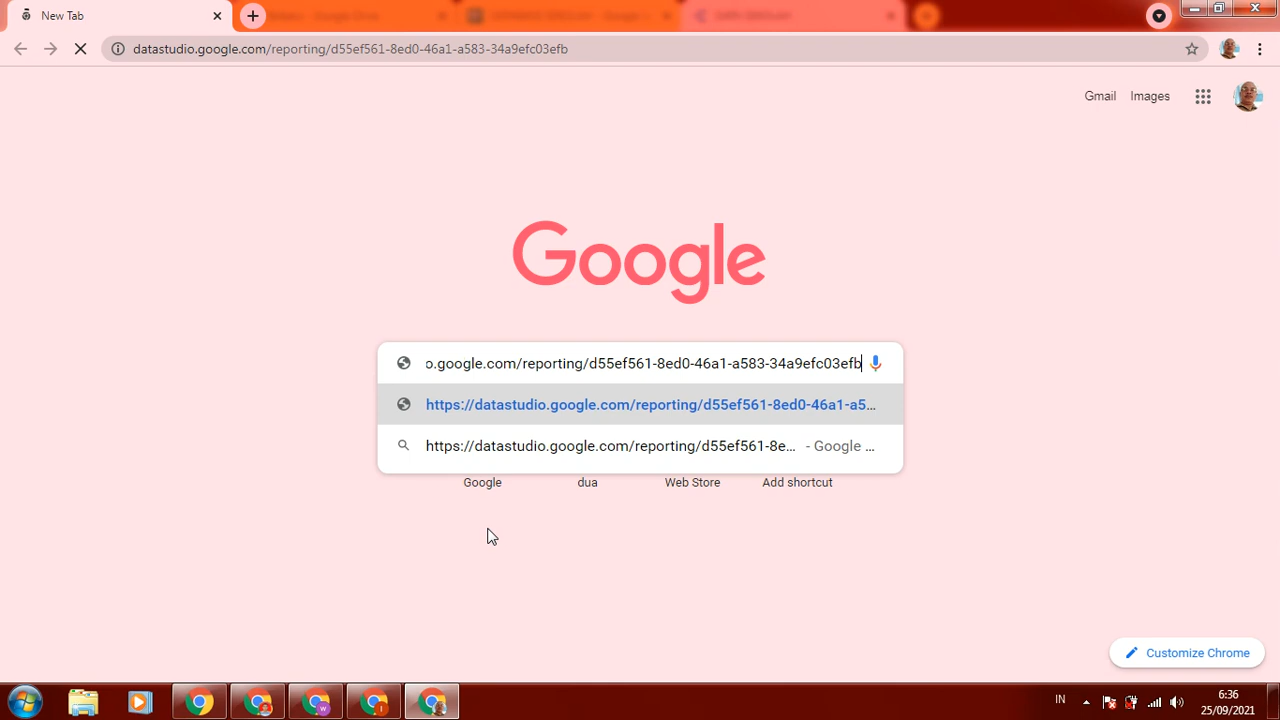 New Tab
datastudio.google.com/reporting/d55ef561-8ed0-46a1-a583-34a9efc03efb
Gmail Images
Google
o.google.com/reporting/d55ef561-8ed0-46a1-a583-34a9efc03efb
https://datastudio.google.com/reporting/d55ef561-8ed0-46a1-a5...
https://datastudio.google.com/reporting/d55ef561-8e... - Google ...
Google dua Web Store Add shortcut
Customize Chrome
IN 6:36
25/09/2021